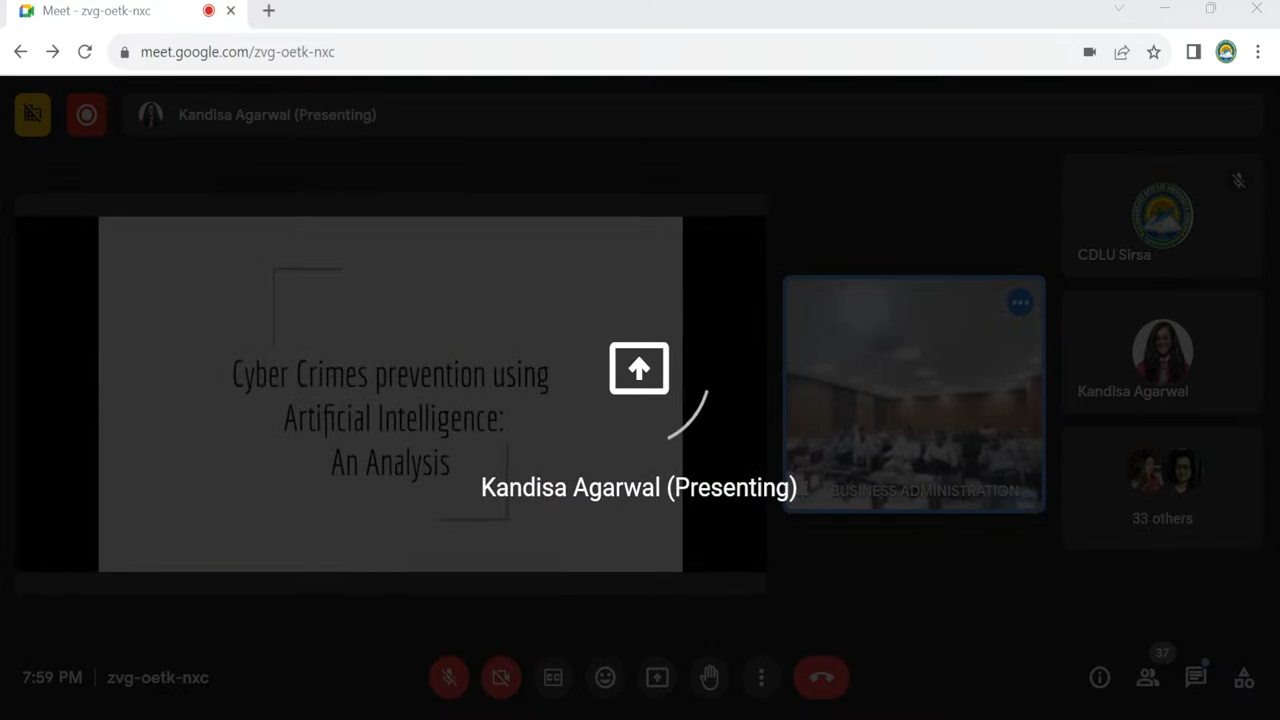 Meet - zvg-oetk-nxc
meet.google.com/zvg-oetk-nxc
Kandisa Agarwal (Presenting)
Cyber Crimes prevention using
Artificial Intelligence:
An Analysis
Kandisa Agarwal (Presenting)
BUSINESS ADMINISTRATION
CDLU Sirsa
Kandisa Agarwal
33 others
7:59 PM
zvg-oetk-nxc
CC
37